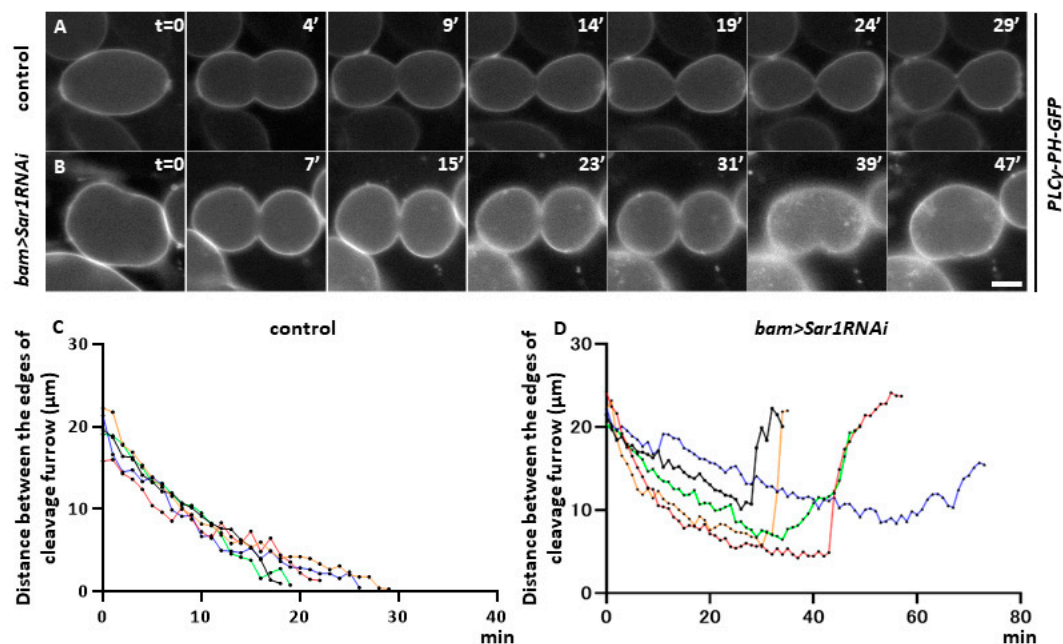 A t=0 4′ 9′ 14′ 19′ 24′ 29′
control
B t=0 7′ 15′ 23′ 31′ 39′ 47′
bam>Sar1RNAi
PLCγ-PH-GFP
C control
Distance between the edges of
cleavage furrow (μm)
30
20
10
0
0 10 20 30 40
min
D bam>Sar1RNAi
Distance between the edges of
cleavage furrow (μm)
30
20
10
0
0 20 40 60 80
min